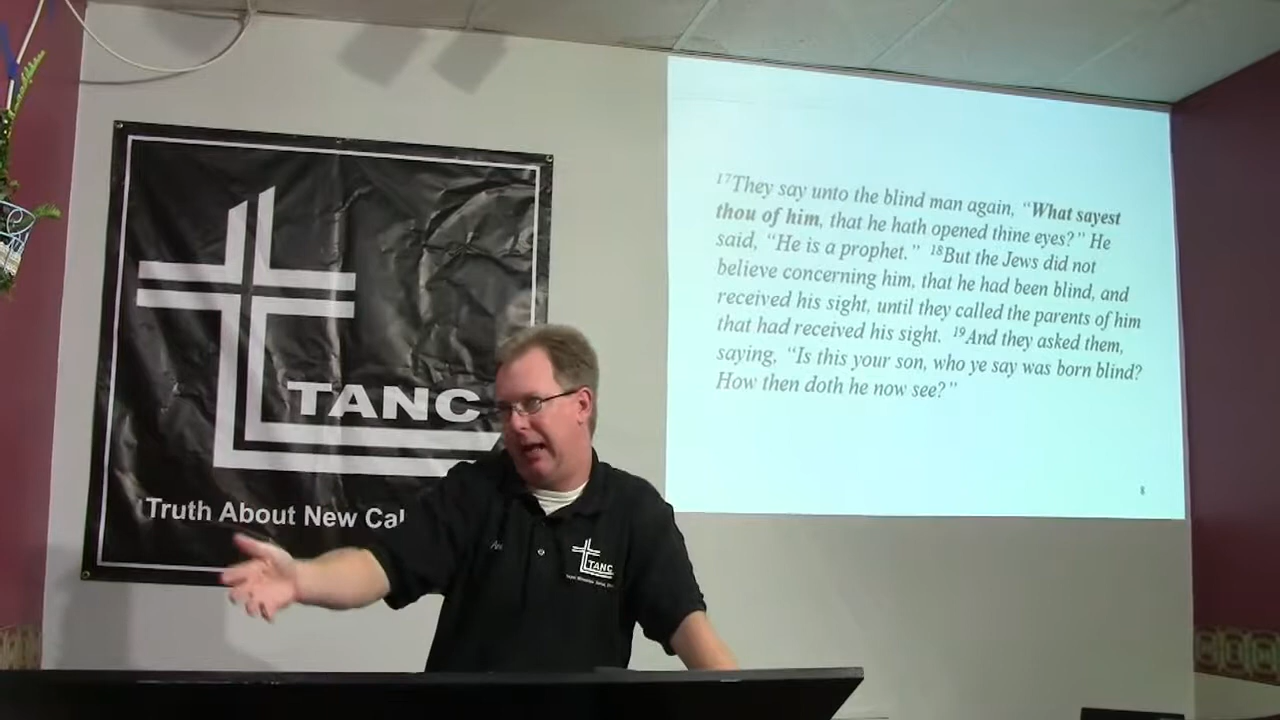 TANC
Truth About New Cal
TANC
17They say unto the blind man again, “What sayest
thou of him, that he hath opened thine eyes?” He
said, “He is a prophet.” 18But the Jews did not
believe concerning him, that he had been blind, and
received his sight, until they called the parents of him
that had received his sight. 19And they asked them,
saying, “Is this your son, who ye say was born blind?
How then doth he now see?”
8